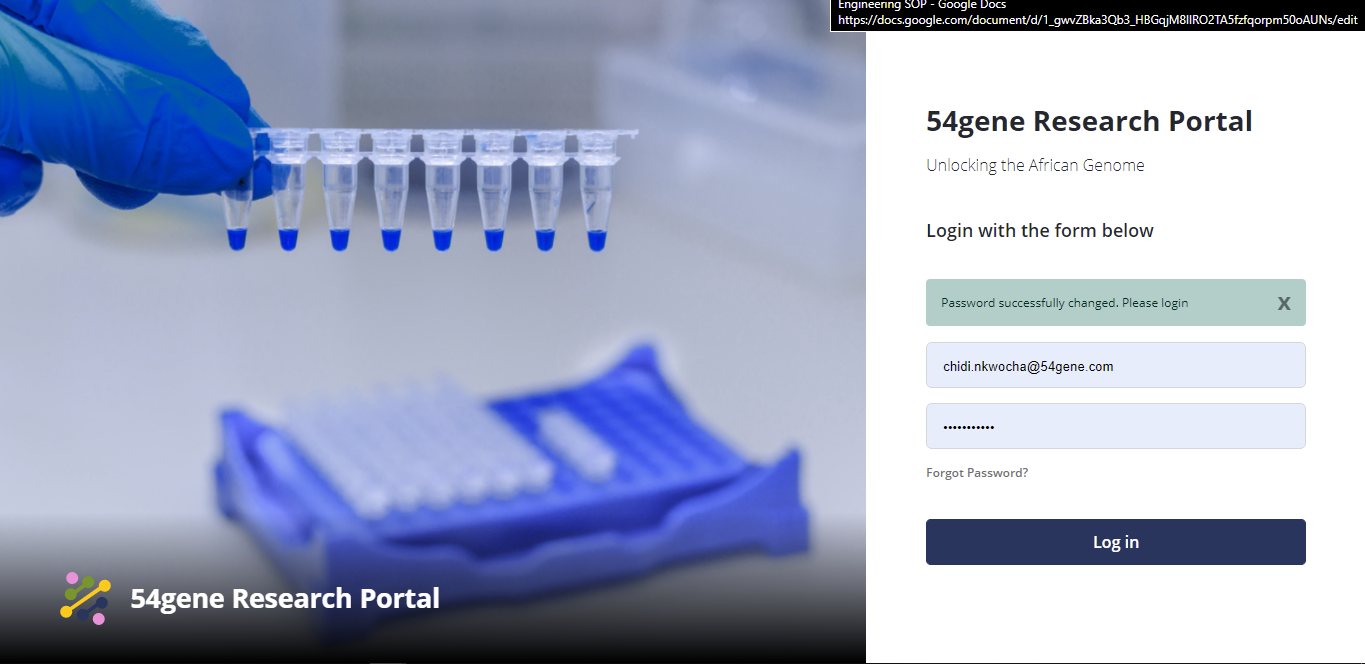 Engineering SOP - Google Docs
https://docs.google.com/document/d/1_gwvZBka3Qb3_HBGqjM8IlRO2TA5fzfqorpm50oAUNs/edit
54gene Research Portal
Unlocking the African Genome
Login with the form below
Password successfully changed. Please login
X
chidi.nkwocha@54gene.com
•••••••••••
Forgot Password?
Log in
54gene Research Portal